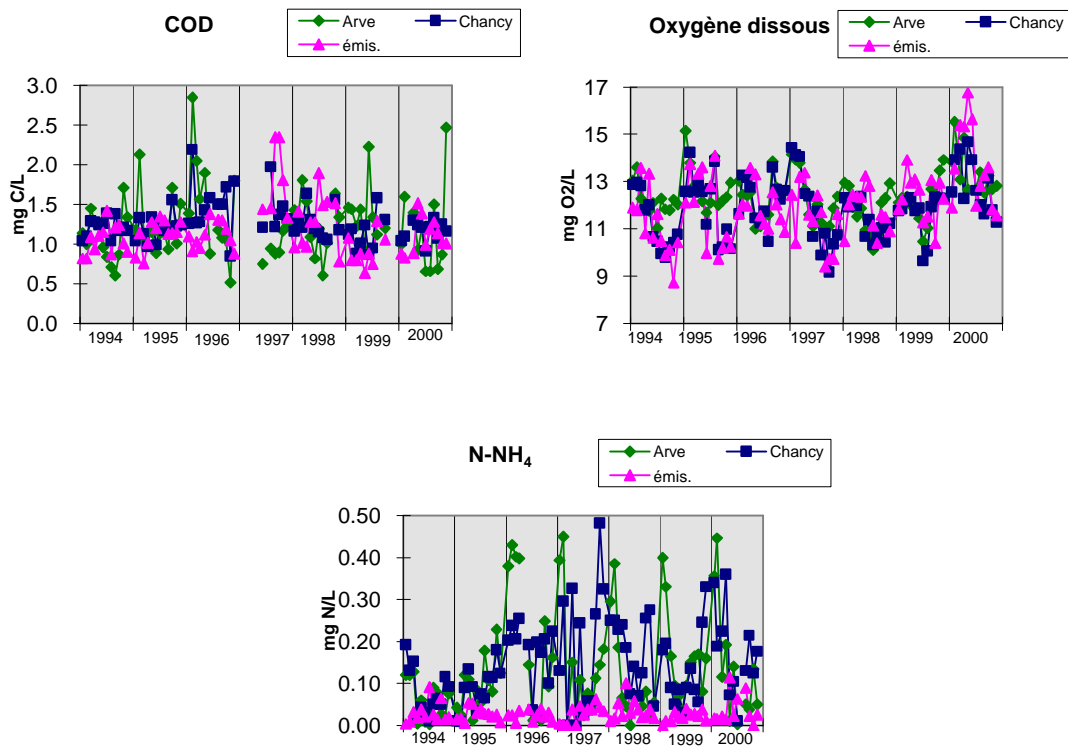 COD
Arve
Chancy
émis.
mg C/L
3.0
2.5
2.0
1.5
1.0
0.5
0.0
1994 1995 1996 1997 1998 1999 2000
Oxygène dissous
Arve
Chancy
émis.
mg O2/L
17
15
13
11
9
7
1994 1995 1996 1997 1998 1999 2000
N-NH₄
Arve
Chancy
émis.
mg N/L
0.50
0.40
0.30
0.20
0.10
0.00
1994 1995 1996 1997 1998 1999 2000